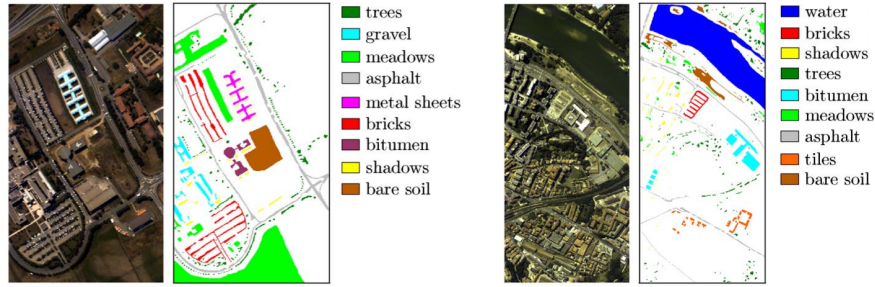 trees
gravel
meadows
asphalt
metal sheets
bricks
bitumen
shadows
bare soil
water
bricks
shadows
trees
bitumen
meadows
asphalt
tiles
bare soil